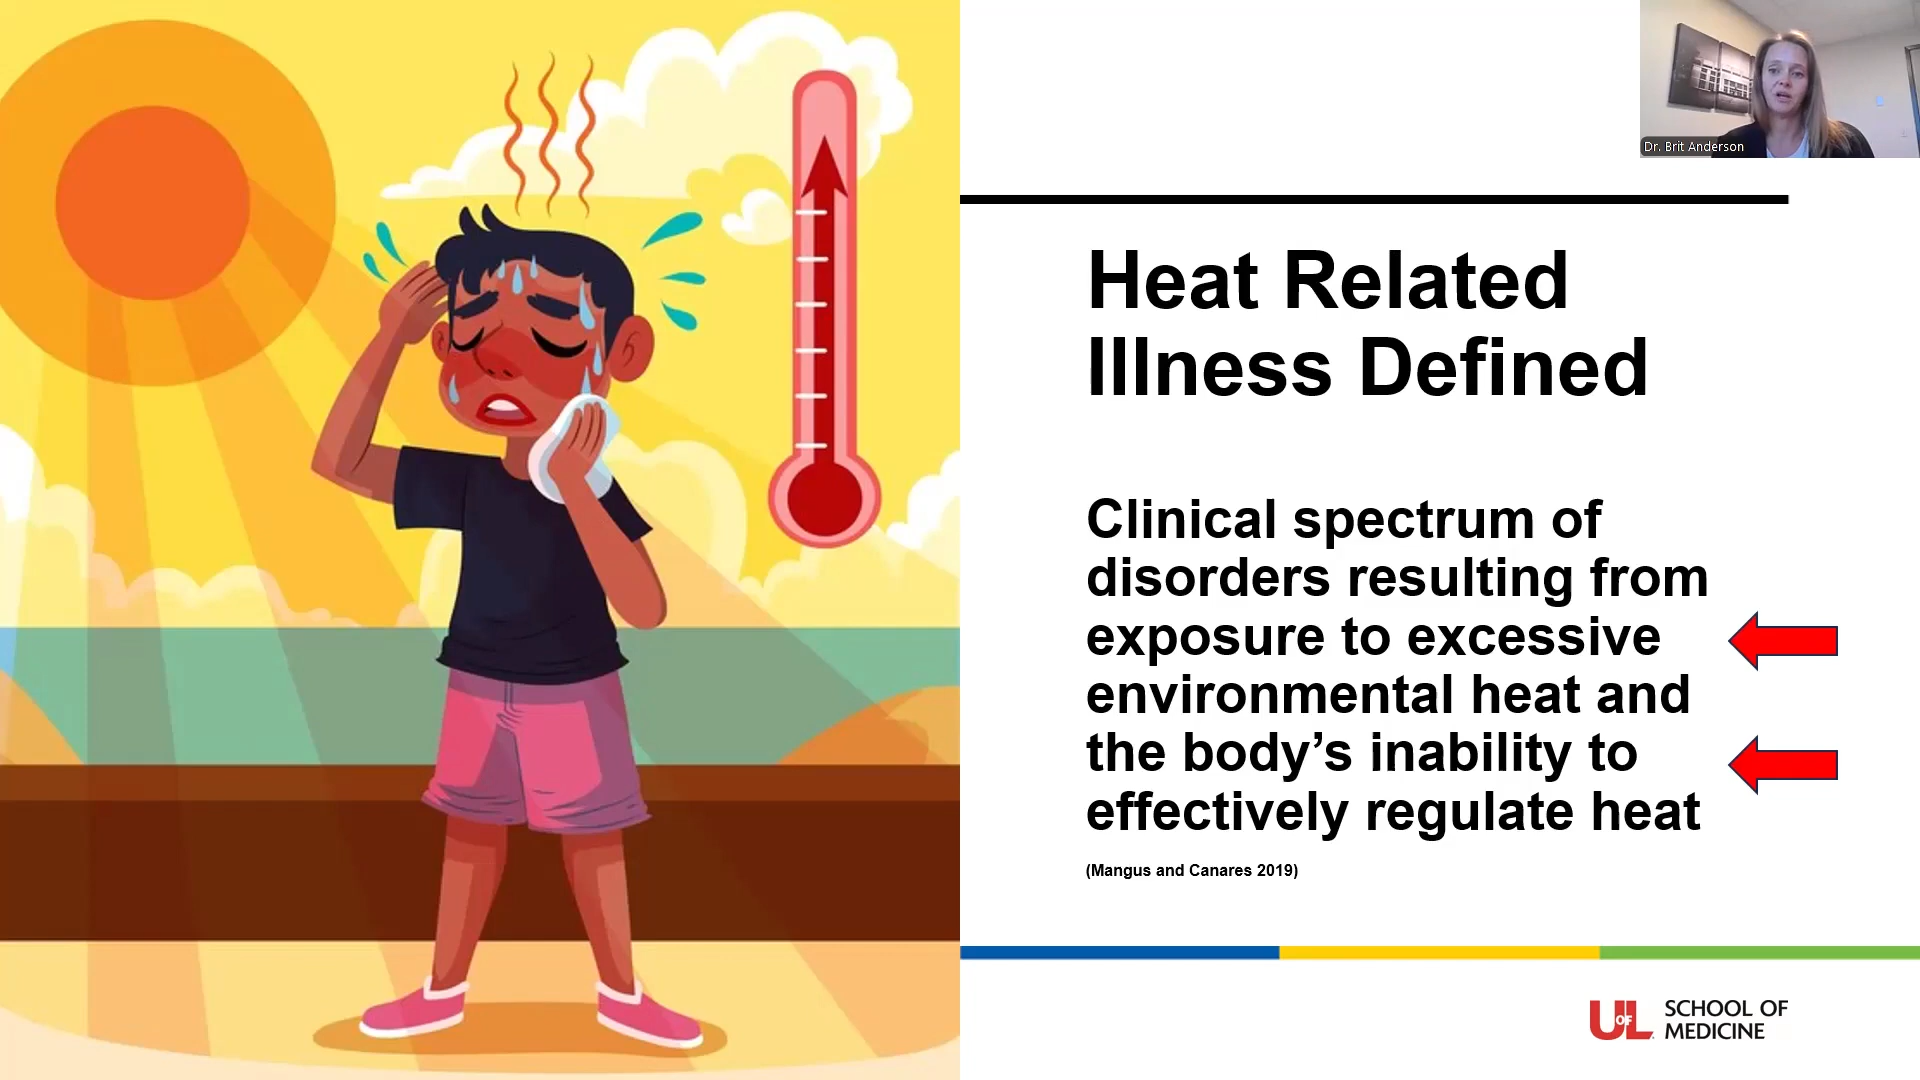 Dr. Brit Anderson
Heat Related
Illness Defined
Clinical spectrum of
disorders resulting from
exposure to excessive
environmental heat and
the body’s inability to
effectively regulate heat
(Mangus and Canares 2019)
UOFL SCHOOL OF
MEDICINE